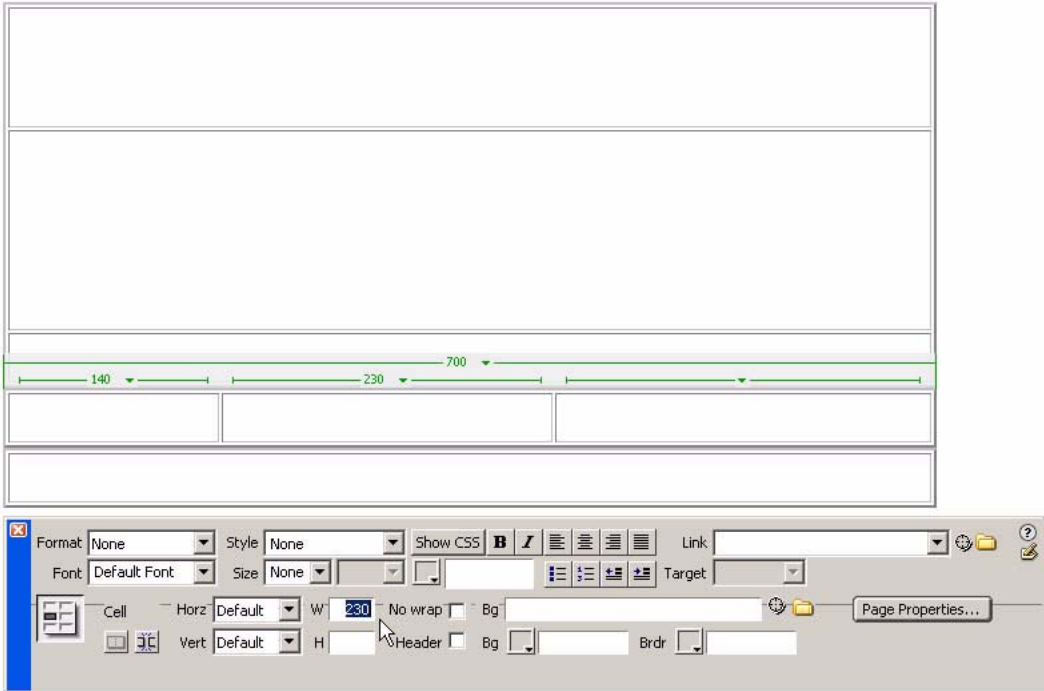 700
140 230
Format None Style None Show CSS B I Link
Font Default Font Size None Target
Cell Horz Default W 230 No wrap Bg Page Properties...
Vert Default H Header Bg Brdr